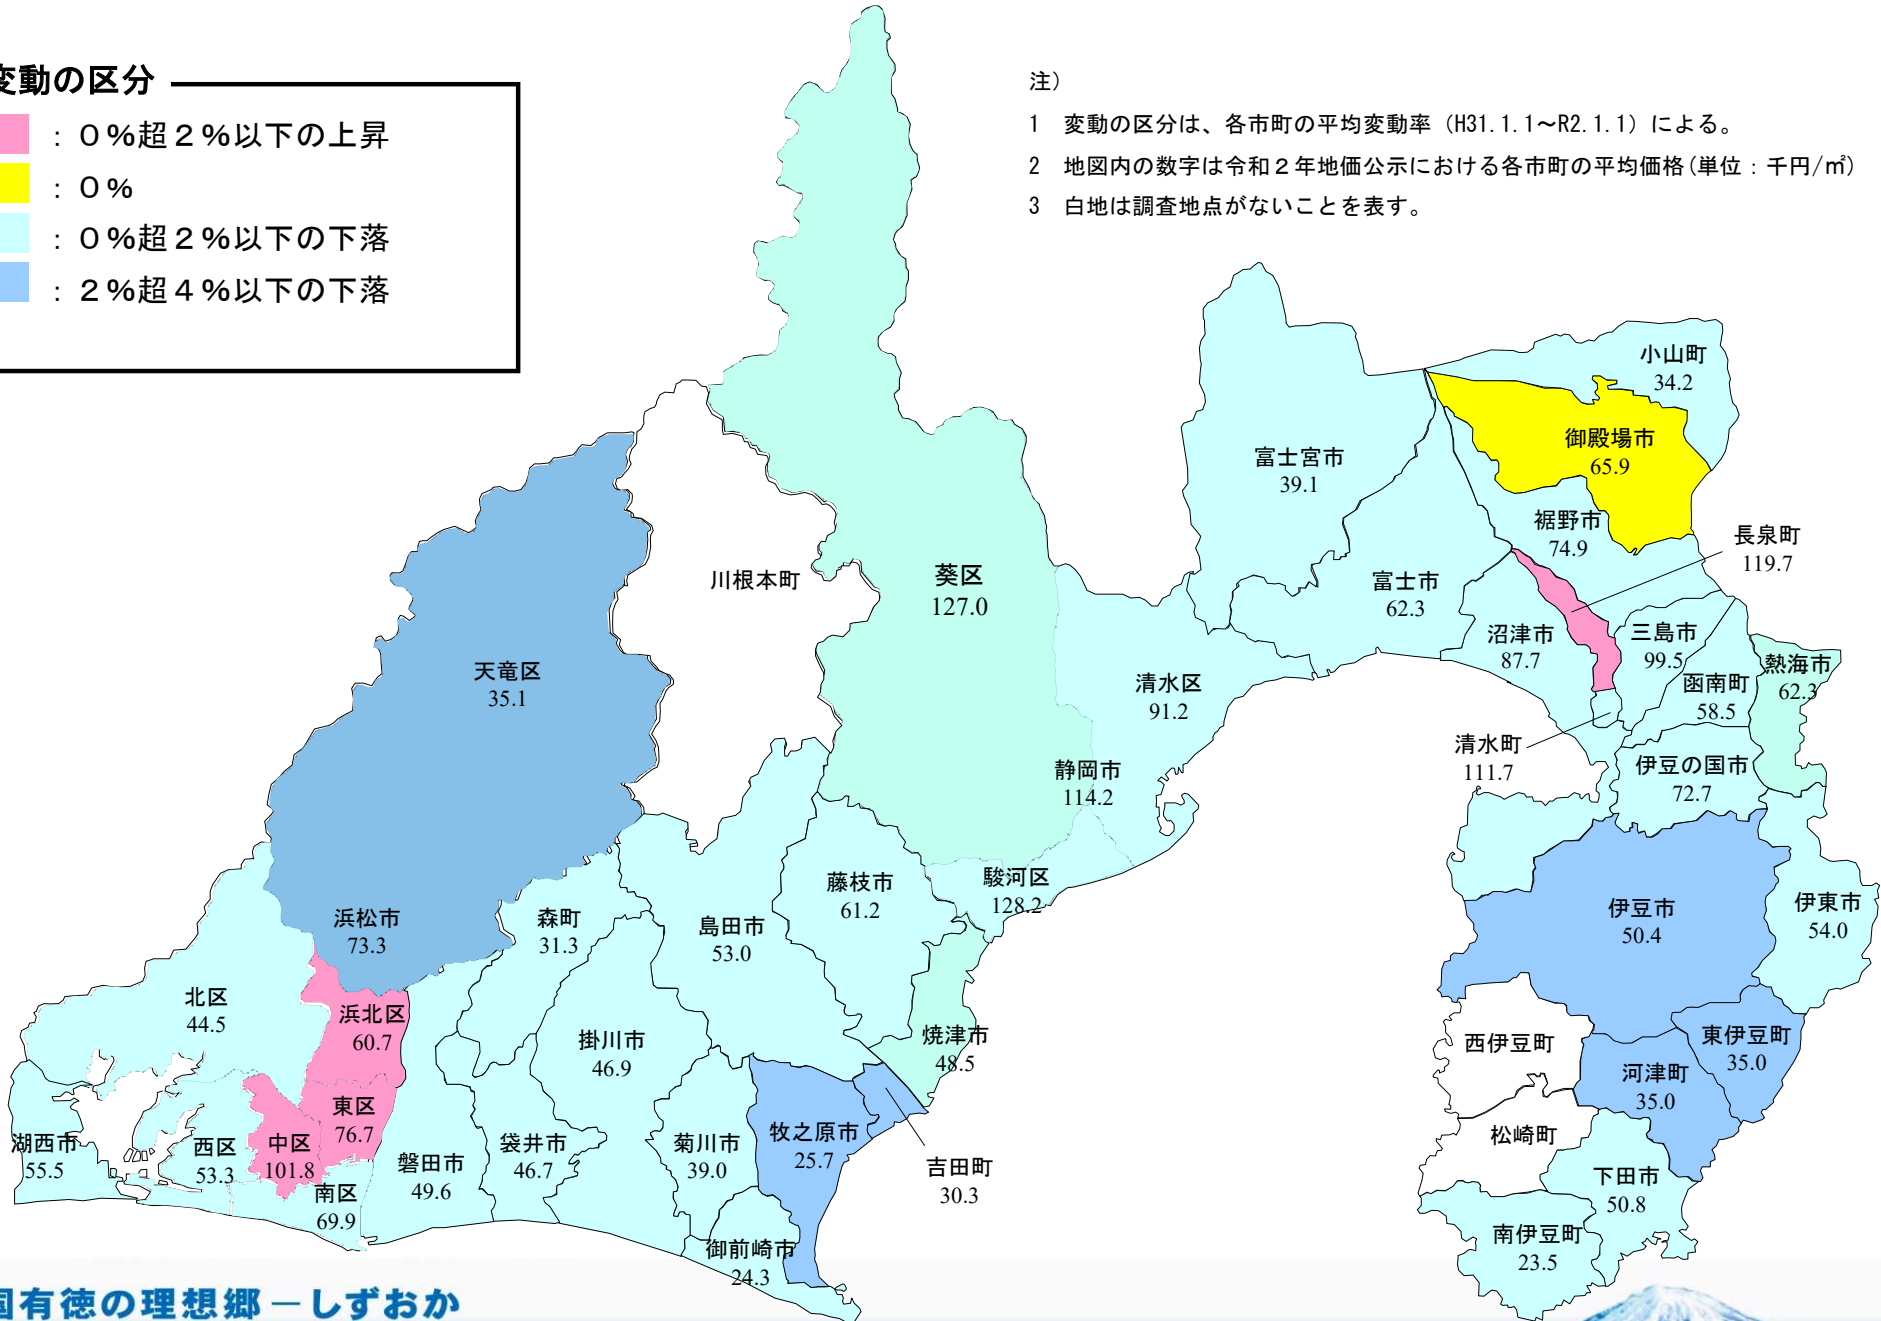 変動の区分
：０%超２%以下の上昇
：０%
：０%超２%以下の下落
：２%超４%以下の下落
注）
1 変動の区分は、各市町の平均変動率（H31.1.1～R2.1.1）による。
2 地図内の数字は令和２年地価公示における各市町の平均価格(単位：千円/㎡)
3 白地は調査地点がないことを表す。
小山町
34.2
御殿場市
65.9
富士宮市
39.1
裾野市
74.9
長泉町
119.7
川根本町
葵区
127.0
富士市
62.3
沼津市
87.7
三島市
99.5
熱海市
62.3
函南町
58.5
天竜区
35.1
清水区
91.2
清水町
111.7
伊豆の国市
72.7
静岡市
114.2
藤枝市
61.2
駿河区
128.2
伊豆市
50.4
伊東市
54.0
浜松市
73.3
森町
31.3
島田市
53.0
北区
44.5
浜北区
60.7
掛川市
46.9
焼津市
48.5
西伊豆町
東伊豆町
35.0
河津町
35.0
東区
76.7
湖西市
55.5
西区
53.3
中区
101.8
磐田市
49.6
袋井市
46.7
菊川市
39.0
牧之原市
25.7
吉田町
30.3
松崎町
下田市
50.8
南区
69.9
御前崎市
24.3
南伊豆町
23.5
国有徳の理想郷－しずおか